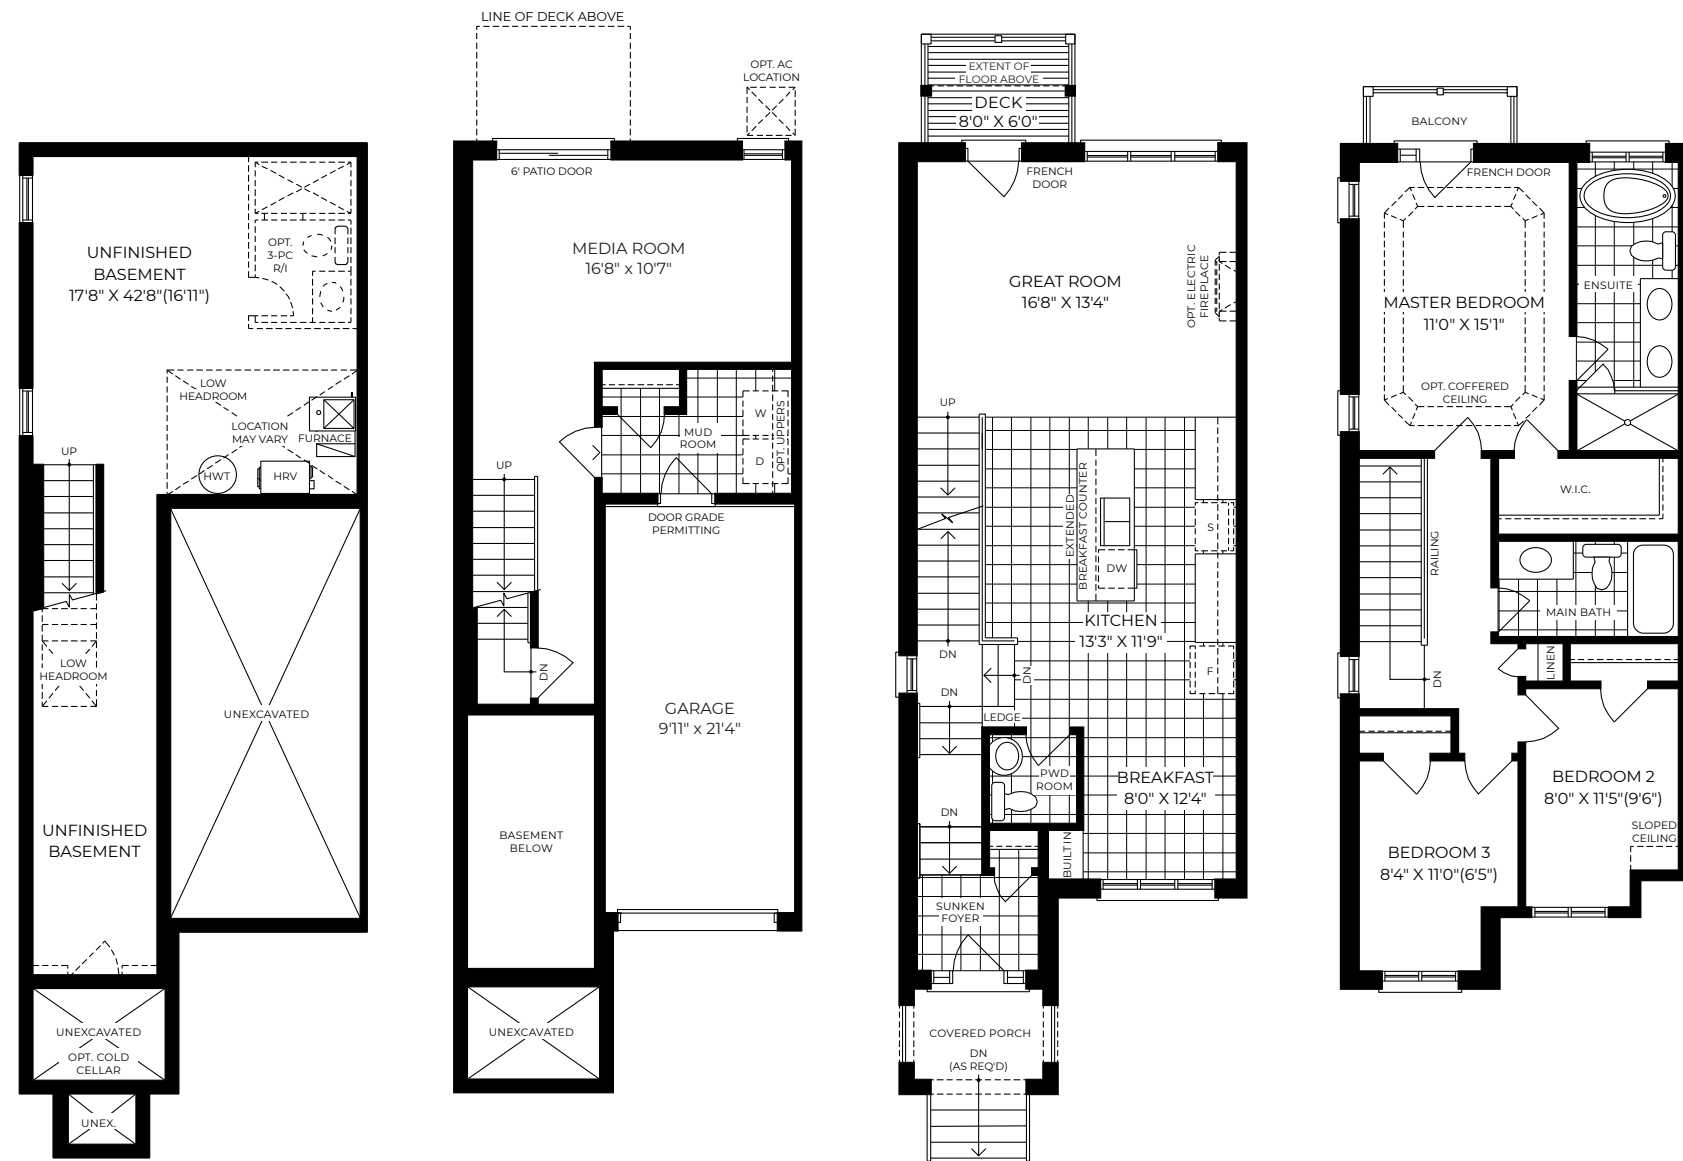 UNFINISHED
BASEMENT
17'8" X 42'8"(16'11")
OPT.
3-PC
R/I
LOW
HEADROOM
LOCATION
MAY VARY
FURNACE
UP
HWT
HRV
LOW
HEADROOM
UNEXCAVATED
UNFINISHED
BASEMENT
UNEXCAVATED
OPT. COLD
CELLAR
UNEX.
LINE OF DECK ABOVE
OPT. AC
LOCATION
6' PATIO DOOR
MEDIA ROOM
16'8" x 10'7"
W
D
OPT. UPPERS
MUD
ROOM
UP
DOOR GRADE
PERMITTING
DN
GARAGE
9'11" x 21'4"
BASEMENT
BELOW
UNEXCAVATED
EXTENT OF
FLOOR ABOVE
DECK
8'0" X 6'0"
FRENCH
DOOR
GREAT ROOM
16'8" X 13'4"
OPT. ELECTRIC
FIREPLACE
UP
EXTENDED
BREAKFAST COUNTER
S
DW
KITCHEN
13'3" X 11'9"
DN
DN
F
DN
LEDGE
PWD
ROOM
BREAKFAST
8'0" X 12'4"
DN
BUILT IN
SUNKEN
FOYER
COVERED PORCH
DN
(AS REQ'D)
BALCONY
FRENCH DOOR
ENSUITE
MASTER BEDROOM
11'0" X 15'1"
OPT. COFFERED
CEILING
W.I.C.
RAILING
MAIN BATH
LINEN
DN
BEDROOM 2
8'0" X 11'5"(9'6")
SLOPED
CEILING
BEDROOM 3
8'4" X 11'0"(6'5")